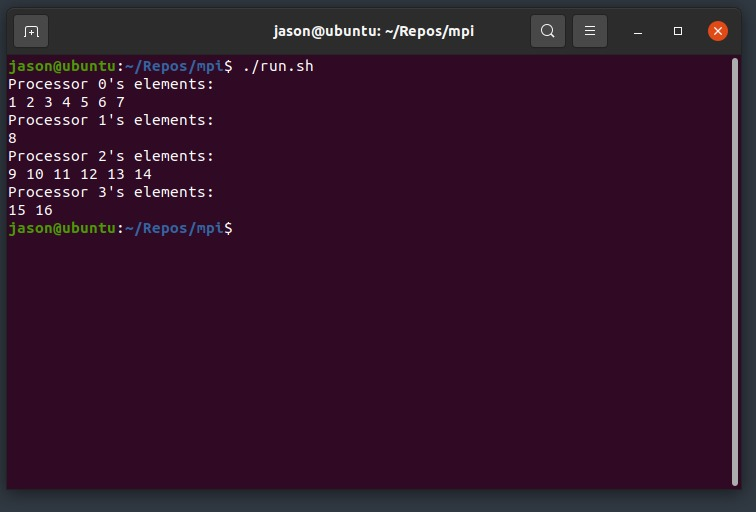 jason@ubuntu: ~/Repos/mpi
jason@ubuntu:~/Repos/mpi$ ./run.sh
Processor 0's elements:
1 2 3 4 5 6 7
Processor 1's elements:
8
Processor 2's elements:
9 10 11 12 13 14
Processor 3's elements:
15 16
jason@ubuntu:~/Repos/mpi$